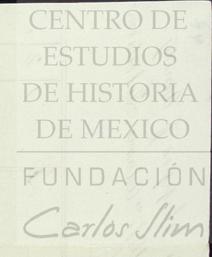 CENTRO DE
ESTUDIOS
DE HISTORIA
DE MEXICO
FUNDACIÓN
Carlos Slim